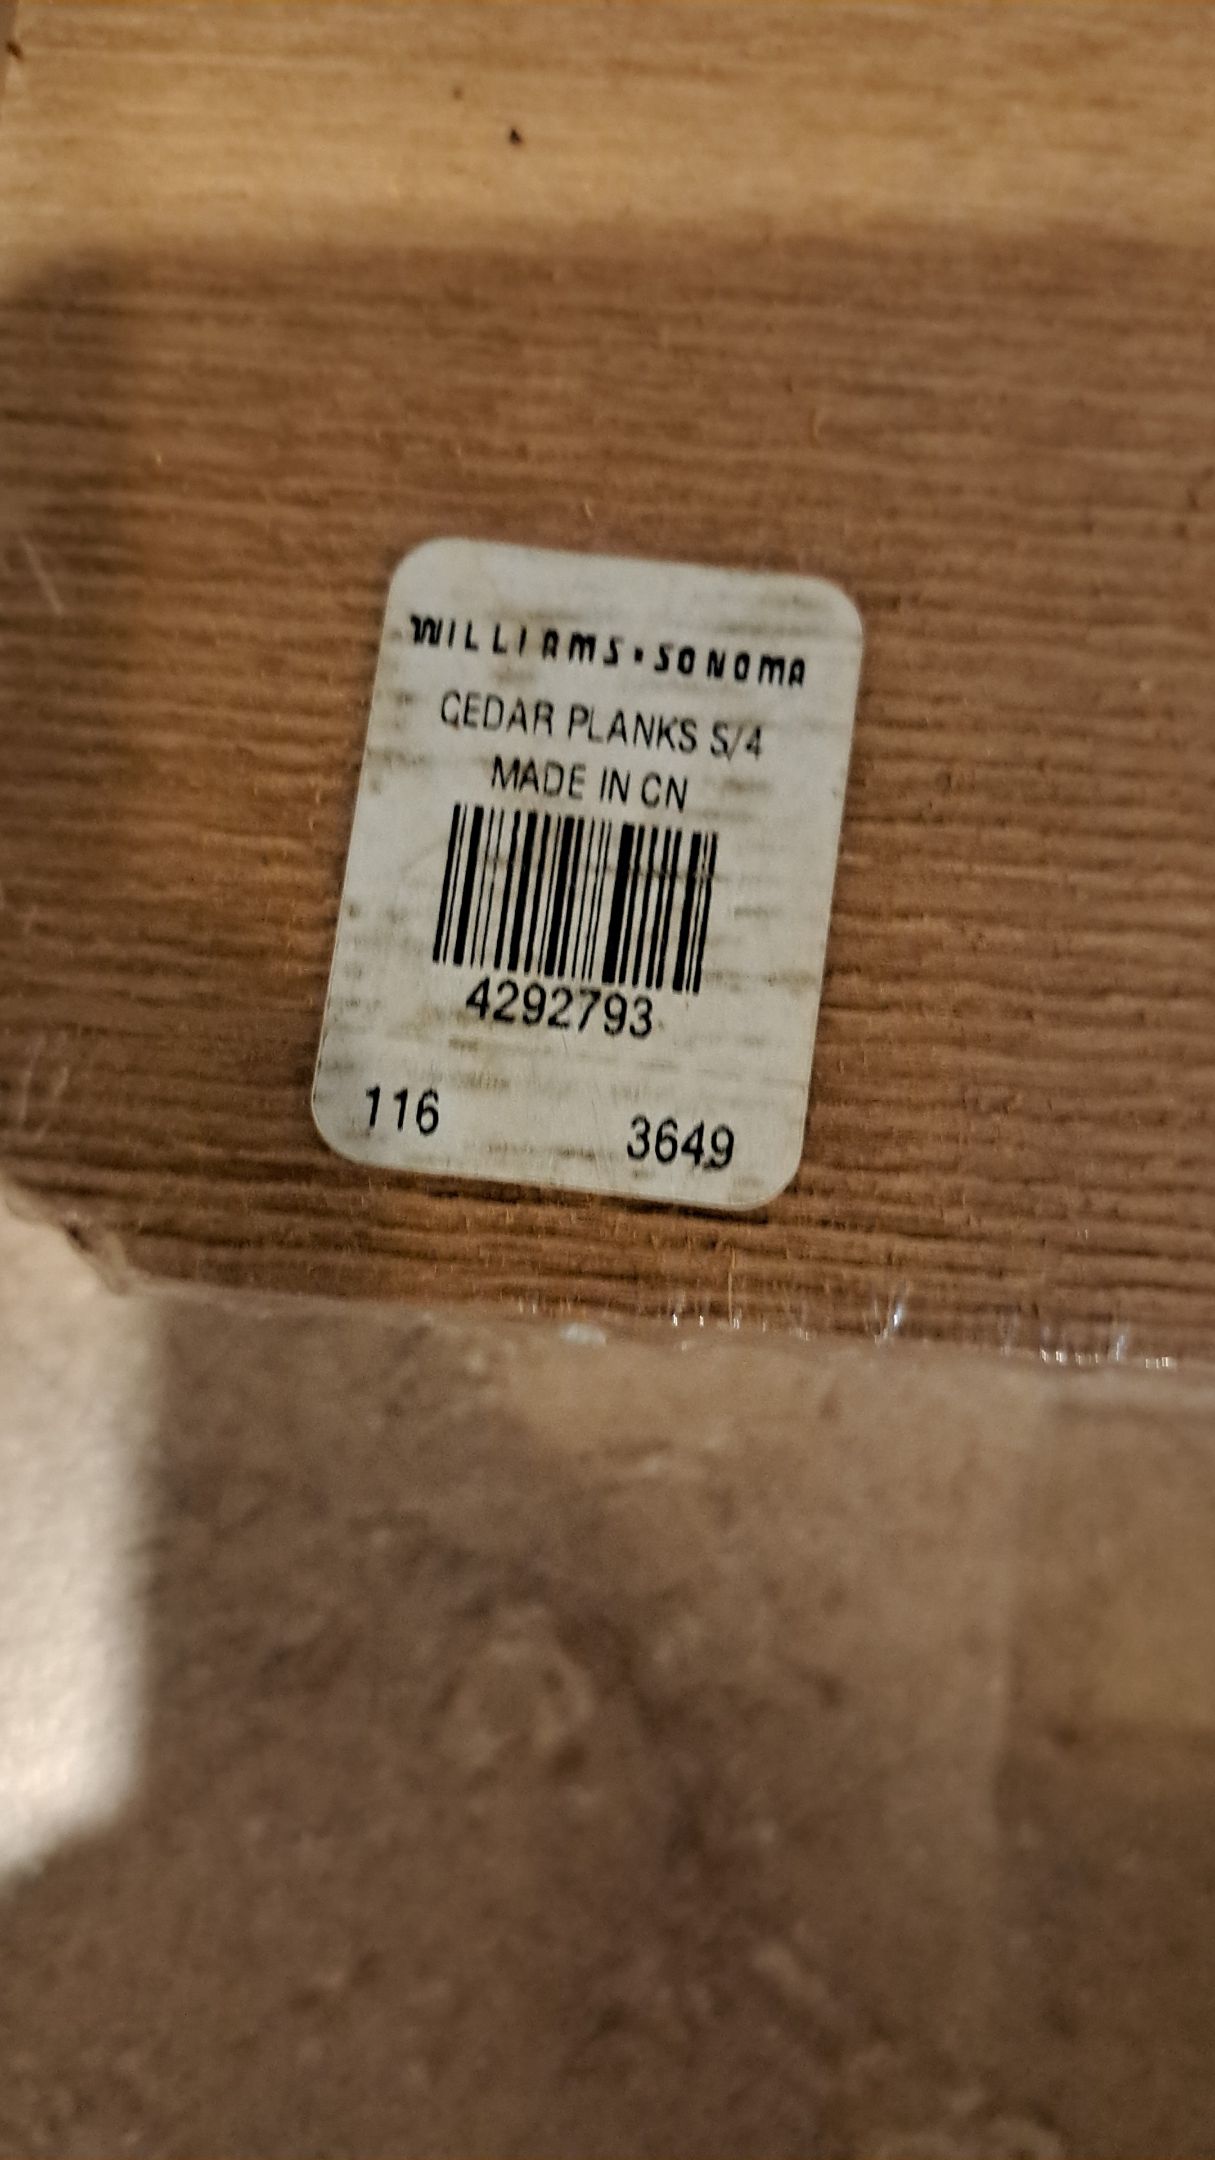 WILLIAMS • SONOMA
CEDAR PLANKS S/4
MADE IN CN
4292793
116 3649